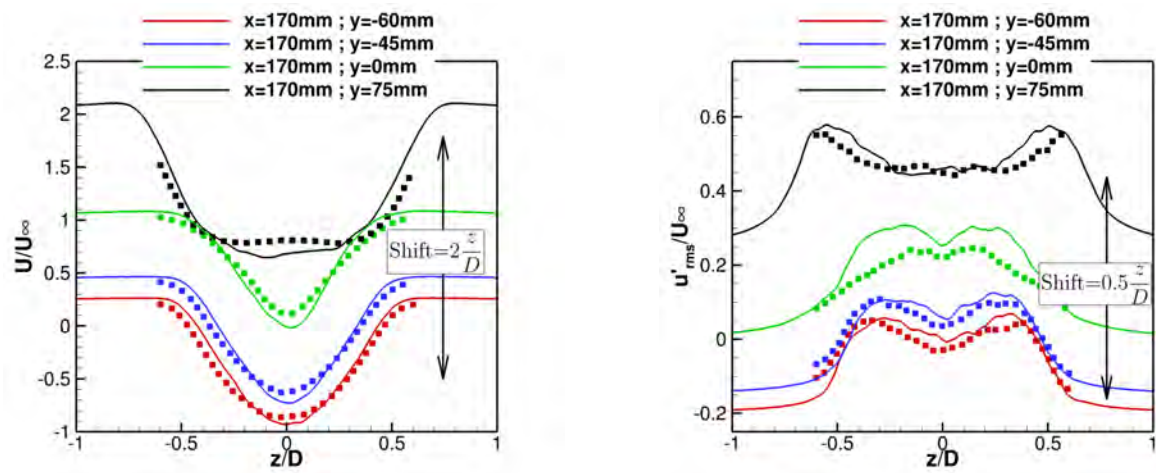 x=170mm ; y=-60mm
x=170mm ; y=-45mm
x=170mm ; y=0mm
x=170mm ; y=75mm
2.5
2
1.5
1
0.5
0
-0.5
-1
U/U∞
Shift=2 z/D
-1 -0.5 0 0.5 1
z/D
x=170mm ; y=-60mm
x=170mm ; y=-45mm
x=170mm ; y=0mm
x=170mm ; y=75mm
0.6
0.4
0.2
0
-0.2
u'rms/U∞
Shift=0.5 z/D
-1 -0.5 0 0.5 1
z/D